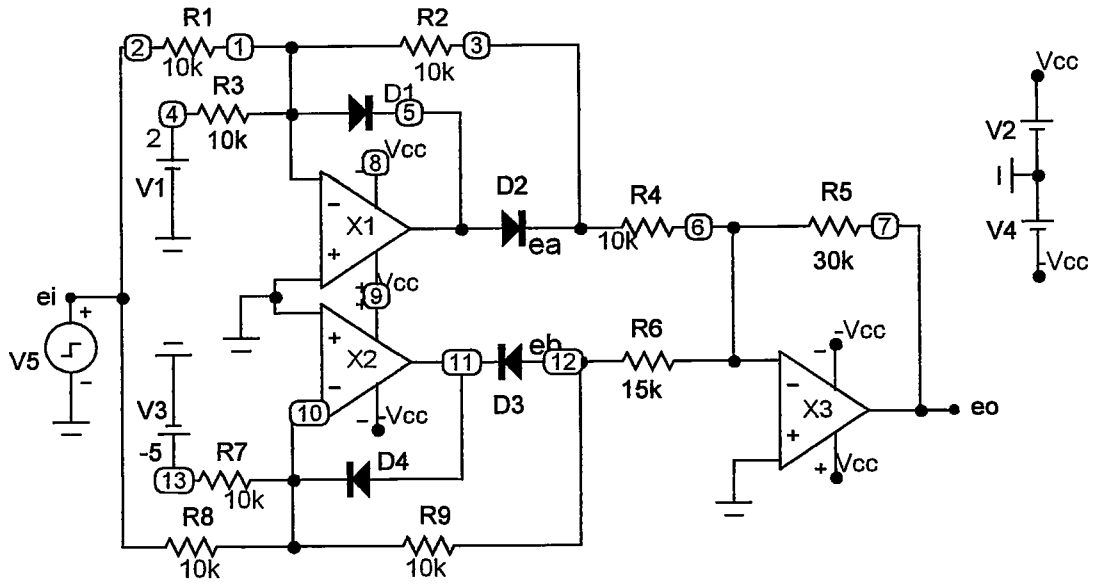 R1
R2
2
1
3
10k
10k
R3
D1
4
5
10k
2
V1
8
- Vcc
D2
R4
R5
−
X1
+
ea
10k
6
7
30k
+ Vcc
9
ei
+
V5
−
+
X2
−
11
12
D3
R6
15k
V3
-5
10
- -Vcc
13
R7
10k
D4
R8
10k
R9
10k
- -Vcc
−
X3
+
eo
+ Vcc
Vcc
V2
V4
-Vcc